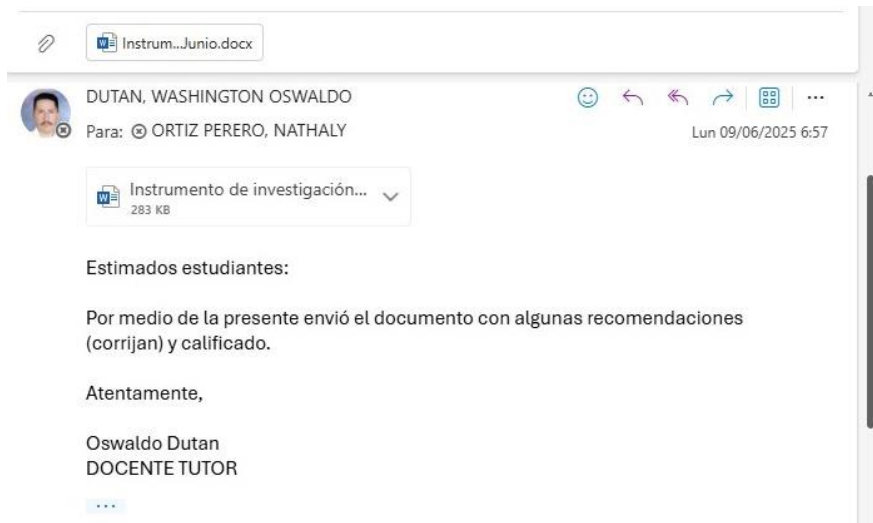 Instrum...Junio.docx
DUTAN, WASHINGTON OSWALDO
Para: ORTIZ PERERO, NATHALY
Lun 09/06/2025 6:57
Instrumento de investigación...
283 KB
Estimados estudiantes:
Por medio de la presente envió el documento con algunas recomendaciones
(corrijan) y calificado.
Atentamente,
Oswaldo Dutan
DOCENTE TUTOR
...